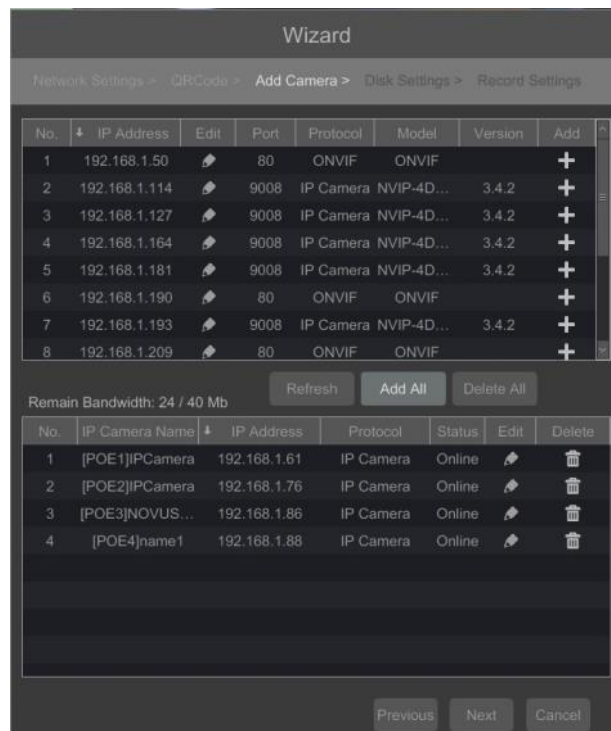 Wizard
Network Settings > QRCode > Add Camera > Disk Settings > Record Settings
No. IP Address Edit Port Protocol Model Version Add
1 192.168.1.50 80 ONVIF ONVIF
2 192.168.1.114 9008 IP Camera NVIP-4D... 3.4.2
3 192.168.1.127 9008 IP Camera NVIP-4D... 3.4.2
4 192.168.1.164 9008 IP Camera NVIP-4D... 3.4.2
5 192.168.1.181 9008 IP Camera NVIP-4D... 3.4.2
6 192.168.1.190 80 ONVIF ONVIF
7 192.168.1.193 9008 IP Camera NVIP-4D... 3.4.2
8 192.168.1.209 80 ONVIF ONVIF
Refresh Add All Delete All
Remain Bandwidth: 24 / 40 Mb
No. IP Camera Name IP Address Protocol Status Edit Delete
1 [POE1]IPCamera 192.168.1.61 IP Camera Online
2 [POE2]IPCamera 192.168.1.76 IP Camera Online
3 [POE3]NOVUS... 192.168.1.86 IP Camera Online
4 [POE4]name1 192.168.1.88 IP Camera Online
Previous Next Cancel